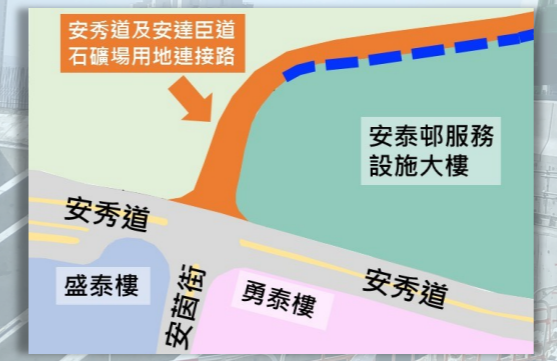 安秀道及安達臣道
石礦場用地連接路
安泰邨服務
設施大樓
安秀道
安秀道
盛泰樓
安茵街
勇泰樓